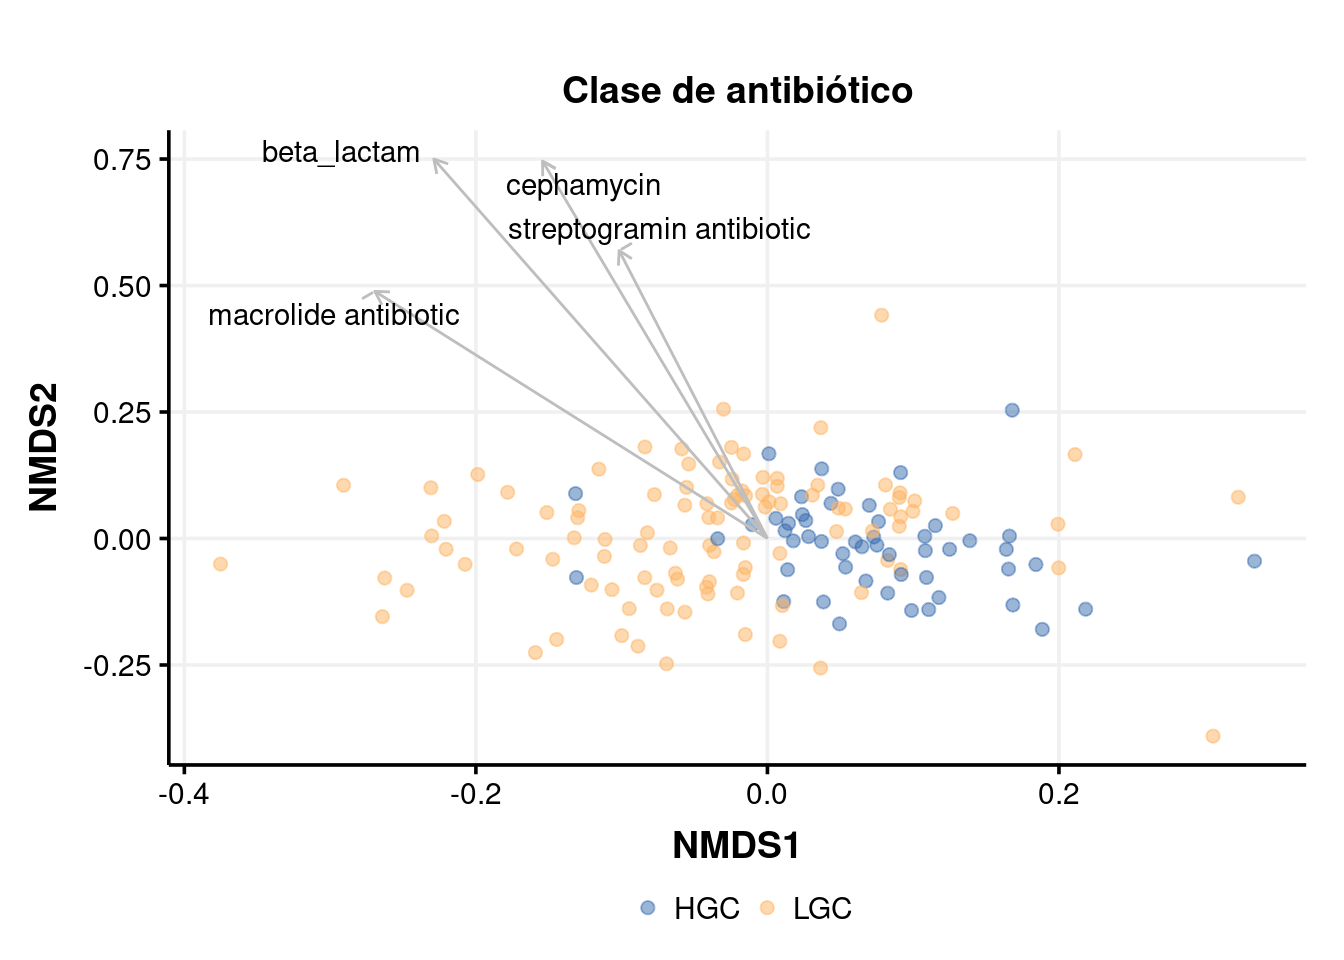 Clase de antibiótico
beta_lactam
cephamycin
streptogramin antibiotic
macrolide antibiotic
NMDS2
0.75
0.50
0.25
0.00
-0.25
-0.4
-0.2
0.0
0.2
NMDS1
HGC
LGC